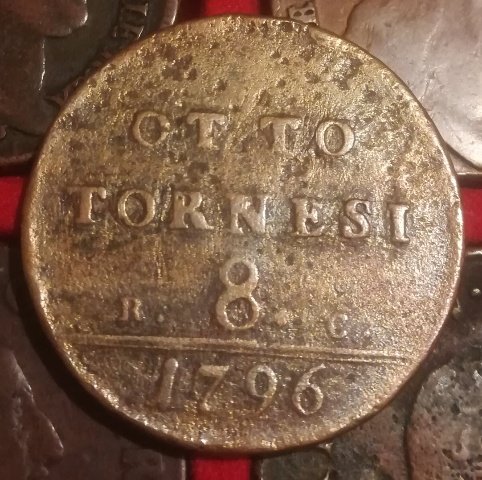 OTTO
TORNESI
R. 8. C.
1796